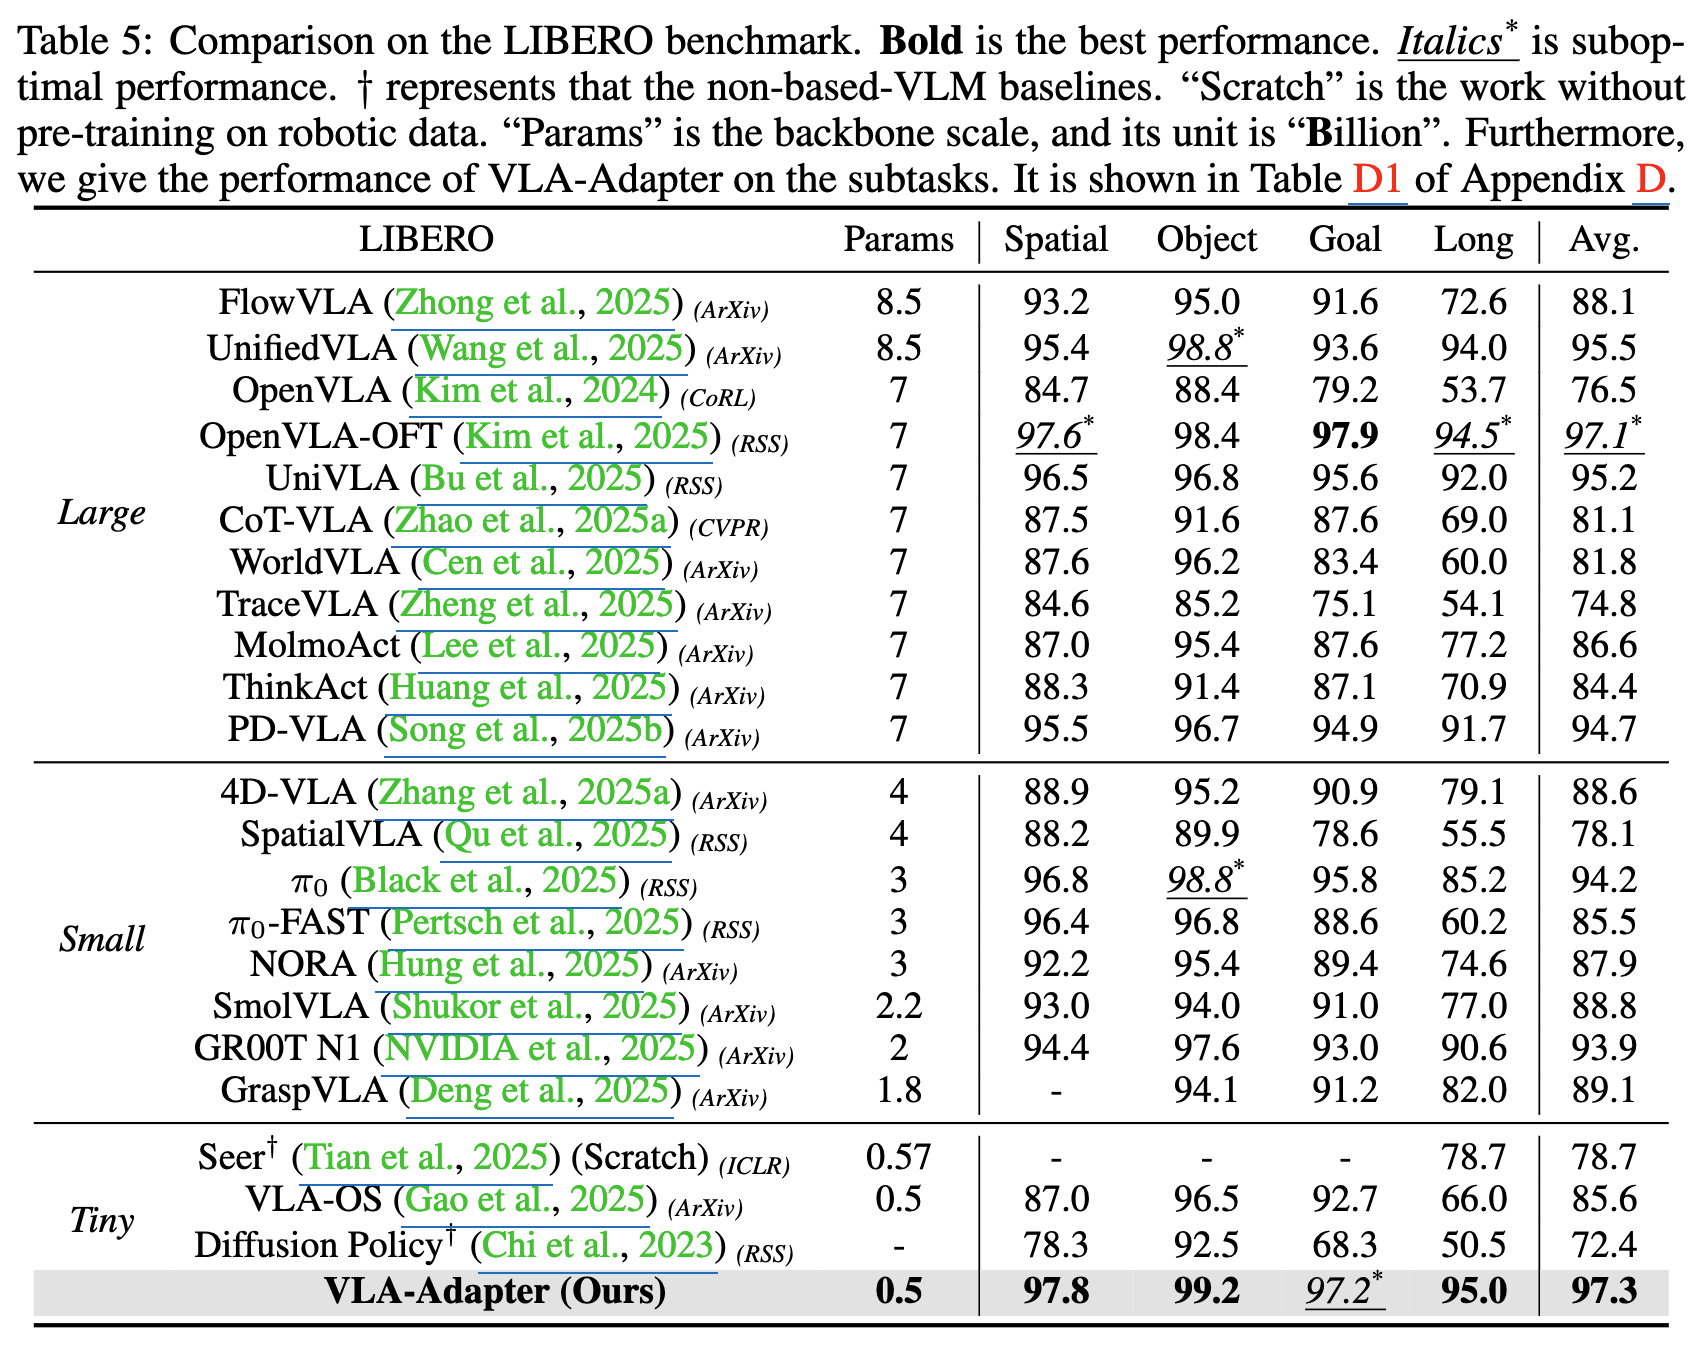 Table 5: Comparison on the LIBERO benchmark. Bold is the best performance. Italics* is subop-
timal performance. † represents that the non-based-VLM baselines. “Scratch” is the work without
pre-training on robotic data. “Params” is the backbone scale, and its unit is “Billion”. Furthermore,
we give the performance of VLA-Adapter on the subtasks. It is shown in Table D1 of Appendix D.
LIBERO Params Spatial Object Goal Long Avg.
Large
FlowVLA (Zhong et al., 2025) (ArXiv) 8.5 93.2 95.0 91.6 72.6 88.1
UnifiedVLA (Wang et al., 2025) (ArXiv) 8.5 95.4 98.8* 93.6 94.0 95.5
OpenVLA (Kim et al., 2024) (CoRL) 7 84.7 88.4 79.2 53.7 76.5
OpenVLA-OFT (Kim et al., 2025) (RSS) 7 97.6* 98.4 97.9 94.5* 97.1*
UniVLA (Bu et al., 2025) (RSS) 7 96.5 96.8 95.6 92.0 95.2
CoT-VLA (Zhao et al., 2025a) (CVPR) 7 87.5 91.6 87.6 69.0 81.1
WorldVLA (Cen et al., 2025) (ArXiv) 7 87.6 96.2 83.4 60.0 81.8
TraceVLA (Zheng et al., 2025) (ArXiv) 7 84.6 85.2 75.1 54.1 74.8
MolmoAct (Lee et al., 2025) (ArXiv) 7 87.0 95.4 87.6 77.2 86.6
ThinkAct (Huang et al., 2025) (ArXiv) 7 88.3 91.4 87.1 70.9 84.4
PD-VLA (Song et al., 2025b) (ArXiv) 7 95.5 96.7 94.9 91.7 94.7
Small
4D-VLA (Zhang et al., 2025a) (ArXiv) 4 88.9 95.2 90.9 79.1 88.6
SpatialVLA (Qu et al., 2025) (RSS) 4 88.2 89.9 78.6 55.5 78.1
π₀ (Black et al., 2025) (RSS) 3 96.8 98.8* 95.8 85.2 94.2
π₀-FAST (Pertsch et al., 2025) (RSS) 3 96.4 96.8 88.6 60.2 85.5
NORA (Hung et al., 2025) (ArXiv) 3 92.2 95.4 89.4 74.6 87.9
SmolVLA (Shukor et al., 2025) (ArXiv) 2.2 93.0 94.0 91.0 77.0 88.8
GR00T N1 (NVIDIA et al., 2025) (ArXiv) 2 94.4 97.6 93.0 90.6 93.9
GraspVLA (Deng et al., 2025) (ArXiv) 1.8 - 94.1 91.2 82.0 89.1
Tiny
Seer† (Tian et al., 2025) (Scratch) (ICLR) 0.57 - - - 78.7 78.7
VLA-OS (Gao et al., 2025) (ArXiv) 0.5 87.0 96.5 92.7 66.0 85.6
Diffusion Policy† (Chi et al., 2023) (RSS) - 78.3 92.5 68.3 50.5 72.4
VLA-Adapter (Ours) 0.5 97.8 99.2 97.2* 95.0 97.3